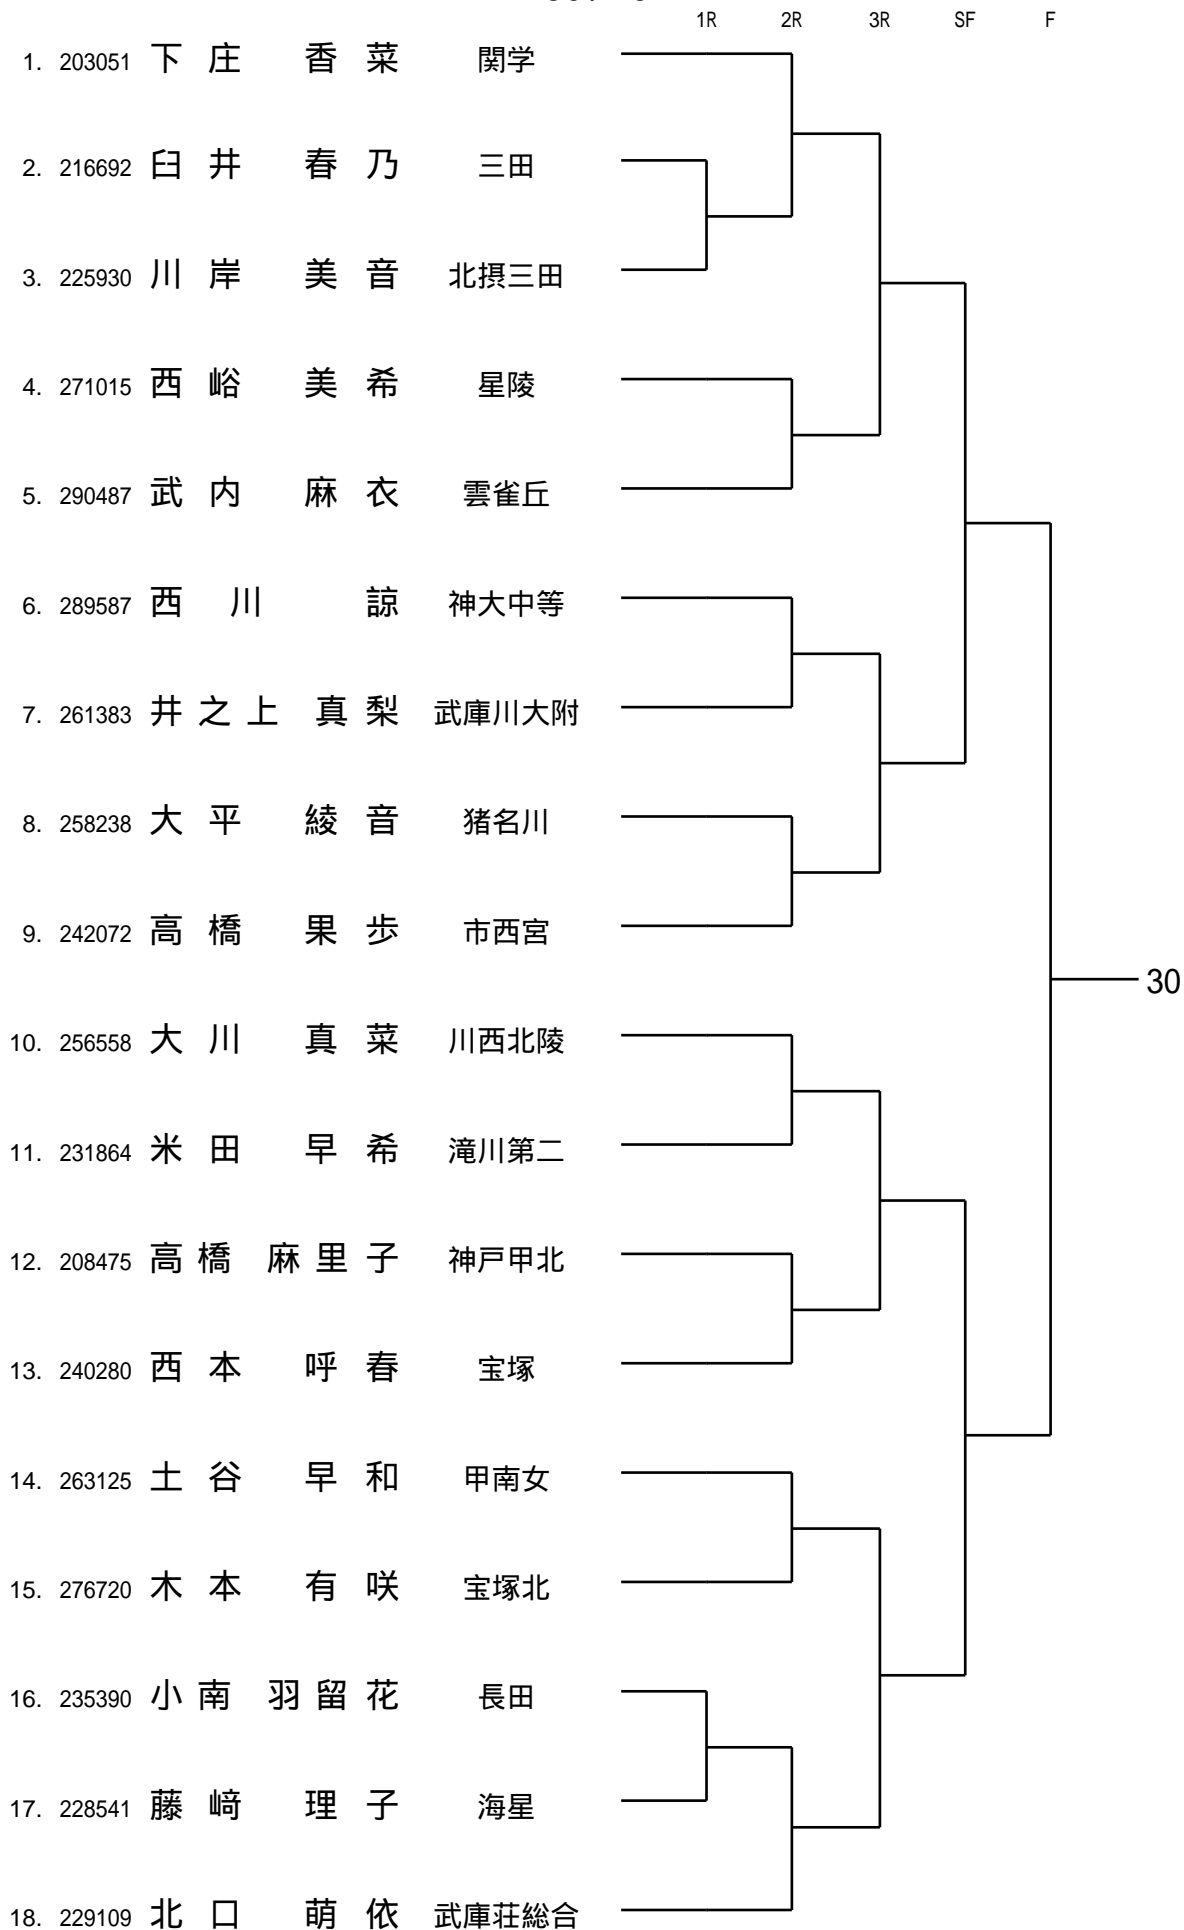 1R 2R 3R SF F
1. 203051 下庄 香菜 関学
2. 216692 臼井 春乃 三田
3. 225930 川岸 美音 北摂三田
4. 271015 西峪 美希 星陵
5. 290487 武内 麻衣 雲雀丘
6. 289587 西川 諒 神大中等
7. 261383 井之上 真梨 武庫川大附
8. 258238 大平 綾音 猪名川
9. 242072 高橋 果歩 市西宮
30
10. 256558 大川 真菜 川西北陵
11. 231864 米田 早希 滝川第二
12. 208475 高橋 麻里子 神戸甲北
13. 240280 西本 呼春 宝塚
14. 263125 土谷 早和 甲南女
15. 276720 木本 有咲 宝塚北
16. 235390 小南 羽留花 長田
17. 228541 藤﨑 理子 海星
18. 229109 北口 萌依 武庫荘総合